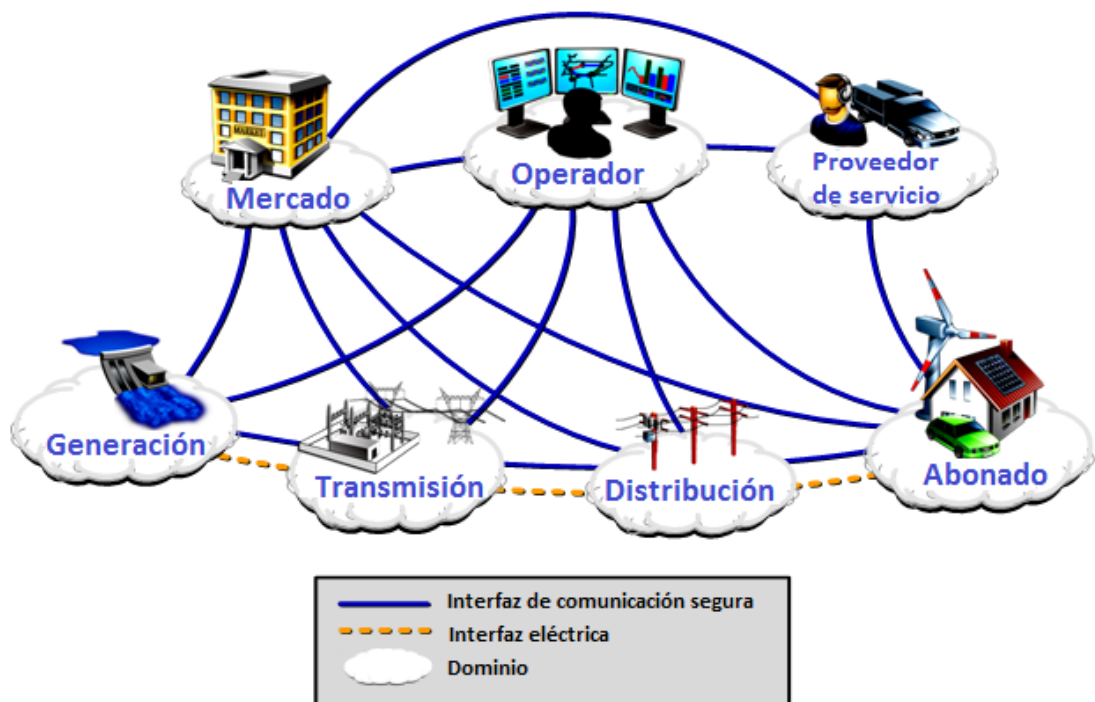 MARKET
Mercado
Operador
Proveedor
de servicio
Generación
Transmisión
Distribución
Abonado
Interfaz de comunicación segura
Interfaz eléctrica
Dominio